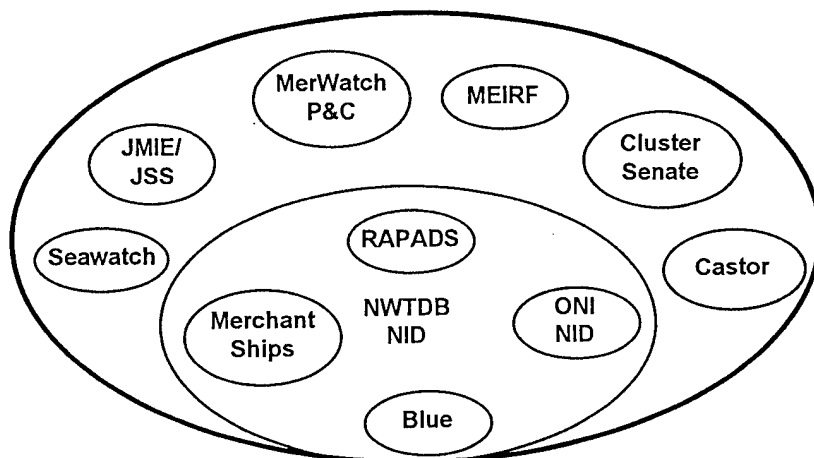 MerWatch
P&C
MEIRF
JMIE/
JSS
Cluster
Senate
Seawatch
RAPADS
Castor
Merchant
Ships
NWTDB
NID
ONI
NID
Blue